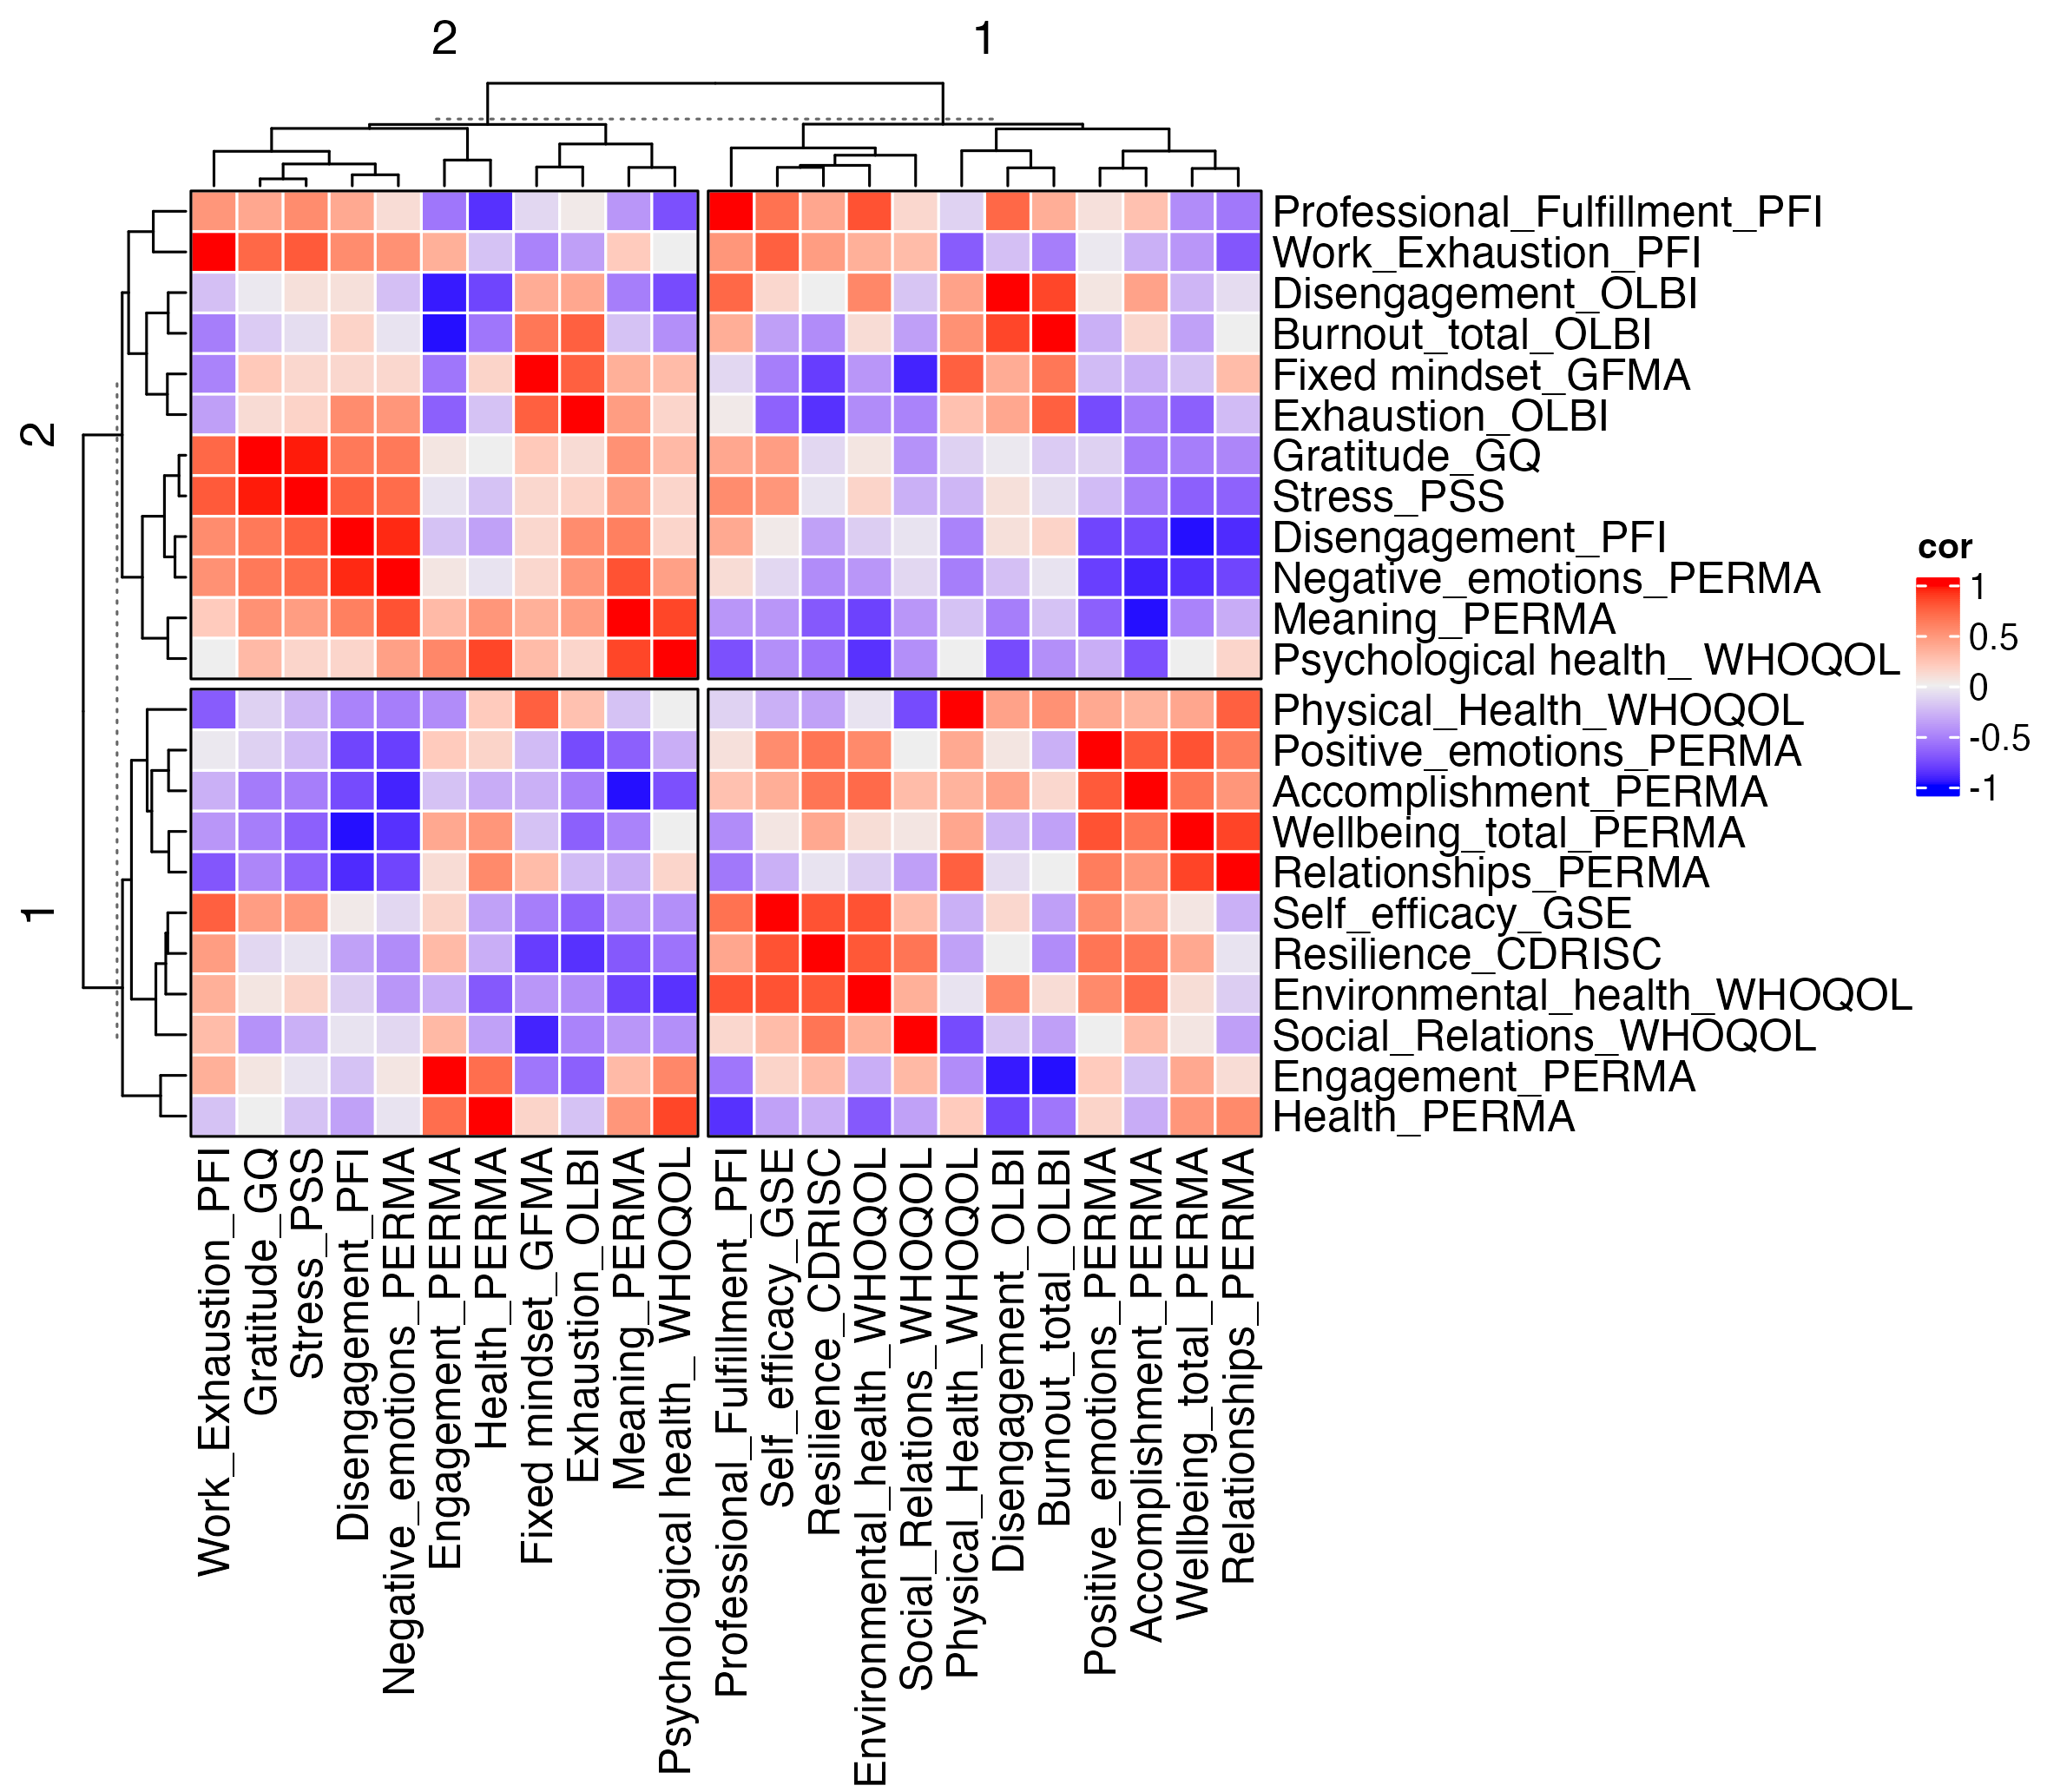 2
1
Professional_Fulfillment_PFI
Work_Exhaustion_PFI
Disengagement_OLBI
Burnout_total_OLBI
Fixed mindset_GFMA
Exhaustion_OLBI
Gratitude_GQ
Stress_PSS
Disengagement_PFI
Negative_emotions_PERMA
Meaning_PERMA
Psychological health_ WHOQOL
Physical_Health_WHOQOL
Positive_emotions_PERMA
Accomplishment_PERMA
Wellbeing_total_PERMA
Relationships_PERMA
Self_efficacy_GSE
Resilience_CDRISC
Environmental_health_WHOQOL
Social_Relations_WHOQOL
Engagement_PERMA
Health_PERMA
2
1
cor
1
0.5
0
-0.5
-1
Work_Exhaustion_PFI
Gratitude_GQ
Stress_PSS
Disengagement_PFI
Negative_emotions_PERMA
Engagement_PERMA
Health_PERMA
Fixed mindset_GFMA
Exhaustion_OLBI
Meaning_PERMA
Psychological health_ WHOQOL
Professional_Fulfillment_PFI
Self_efficacy_GSE
Resilience_CDRISC
Environmental_health_WHOQOL
Social_Relations_WHOQOL
Physical_Health_WHOQOL
Disengagement_OLBI
Burnout_total_OLBI
Positive_emotions_PERMA
Accomplishment_PERMA
Wellbeing_total_PERMA
Relationships_PERMA